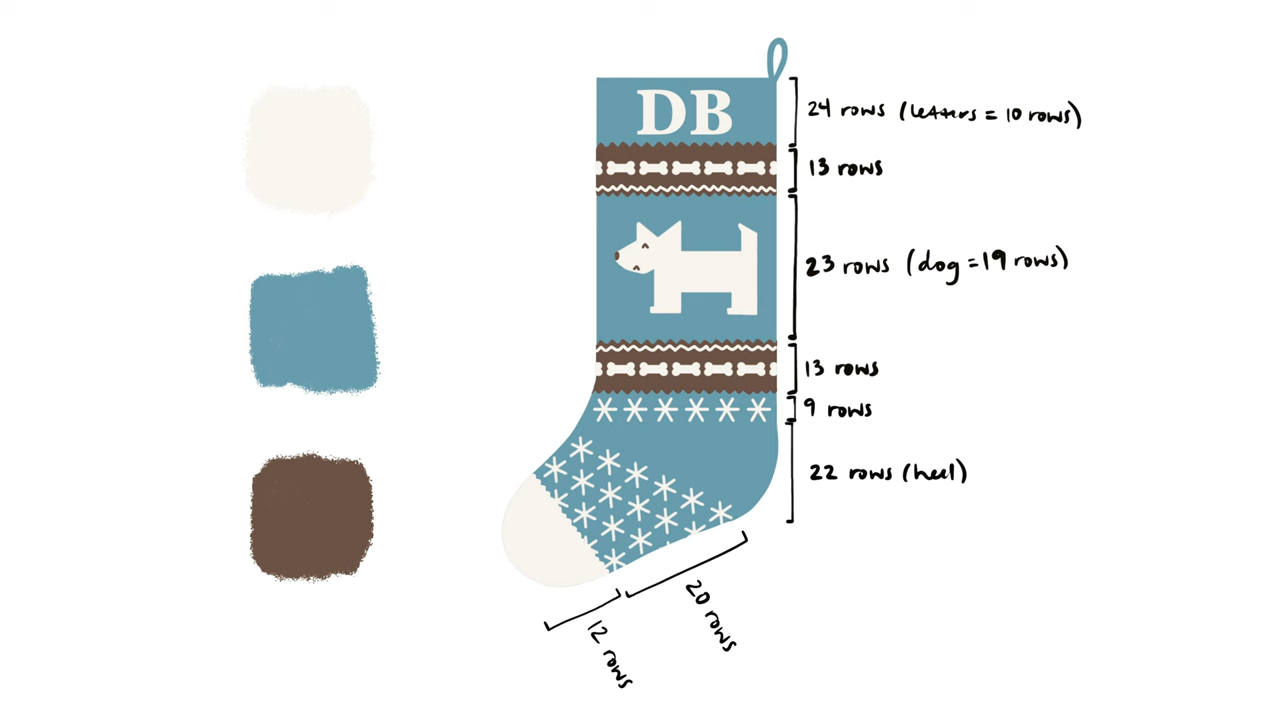 DB
24 rows (letters = 10 rows)
13 rows
23 rows (dog = 19 rows)
13 rows
9 rows
22 rows (heel)
20 rows
12 rows